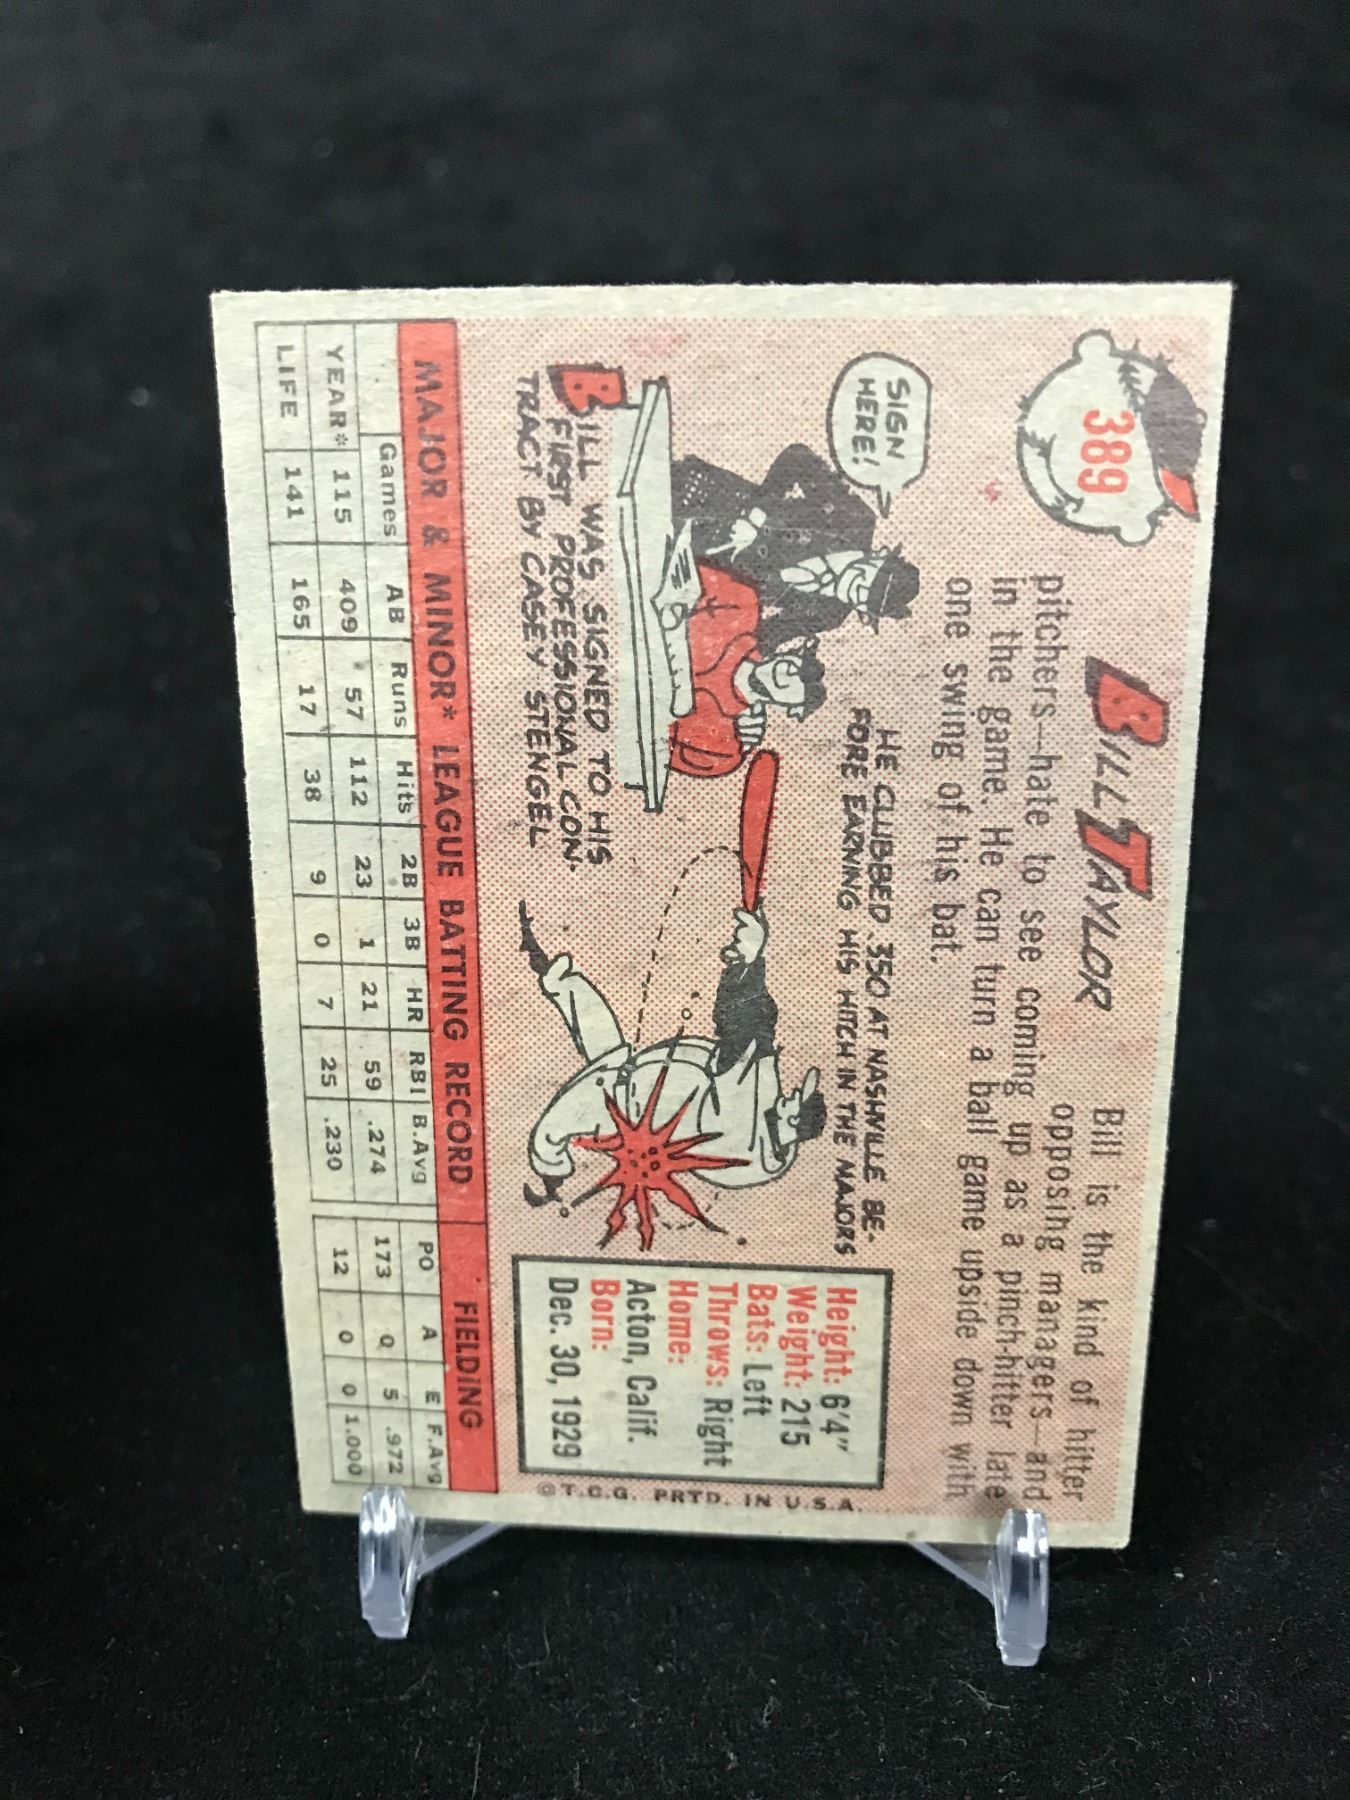 389
BILL TAYLOR
Bill is the kind of hitter
opposing managers—and
pitchers—hate to see coming up as a pinch-hitter late
in the game. He can turn a ball game upside down with
one swing of his bat.
SIGN
HERE!
BILL WAS SIGNED TO HIS
FIRST PROFESSIONAL CON-
TRACT BY CASEY STENGEL
HE CLUBBED 350 AT NASHVILLE BE-
FORE EARNING HIS HITCH IN THE MAJORS
Height: 6'4"
Weight: 215
Bats: Left
Throws: Right
Home:
Acton, Calif.
Born:
Dec. 30, 1929
©T.C.G. PRTD. IN U.S.A.
MAJOR & MINOR* LEAGUE BATTING RECORD FIELDING
Games AB Runs Hits 2B 3B HR RBI B.Avg PO A E F.Avg
YEAR* 115 409 57 112 23 1 21 59 .274 173 0 5 .972
LIFE 141 165 17 38 9 0 7 25 .230 12 0 0 1.000